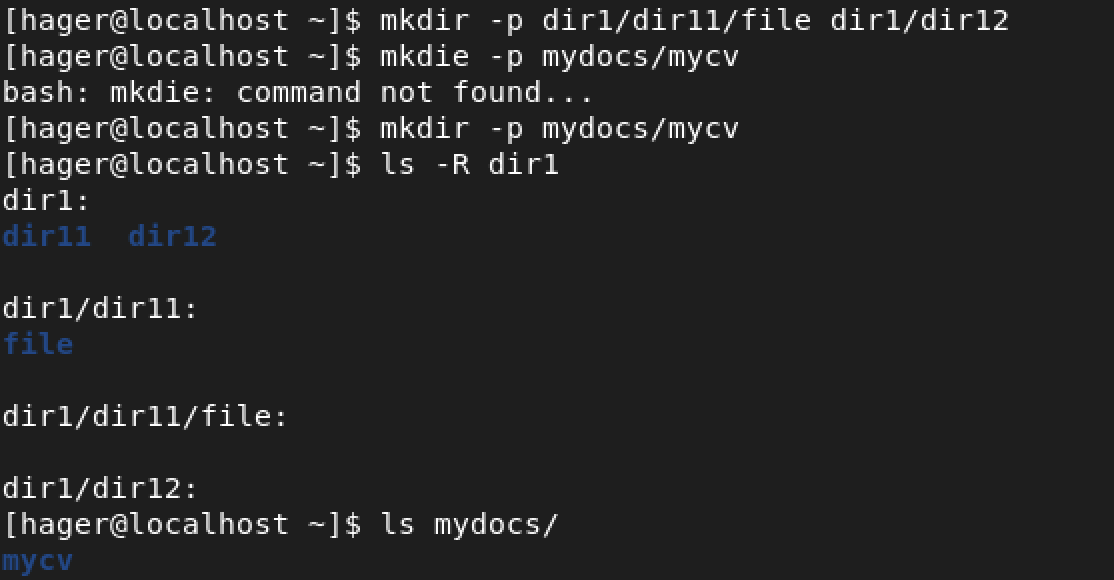 [hager@localhost ~]$ mkdir -p dir1/dir11/file dir1/dir12
[hager@localhost ~]$ mkdie -p mydocs/mycv
bash: mkdie: command not found...
[hager@localhost ~]$ mkdir -p mydocs/mycv
[hager@localhost ~]$ ls -R dir1
dir1:
dir11  dir12
dir1/dir11:
file
dir1/dir11/file:
dir1/dir12:
[hager@localhost ~]$ ls mydocs/
mycv